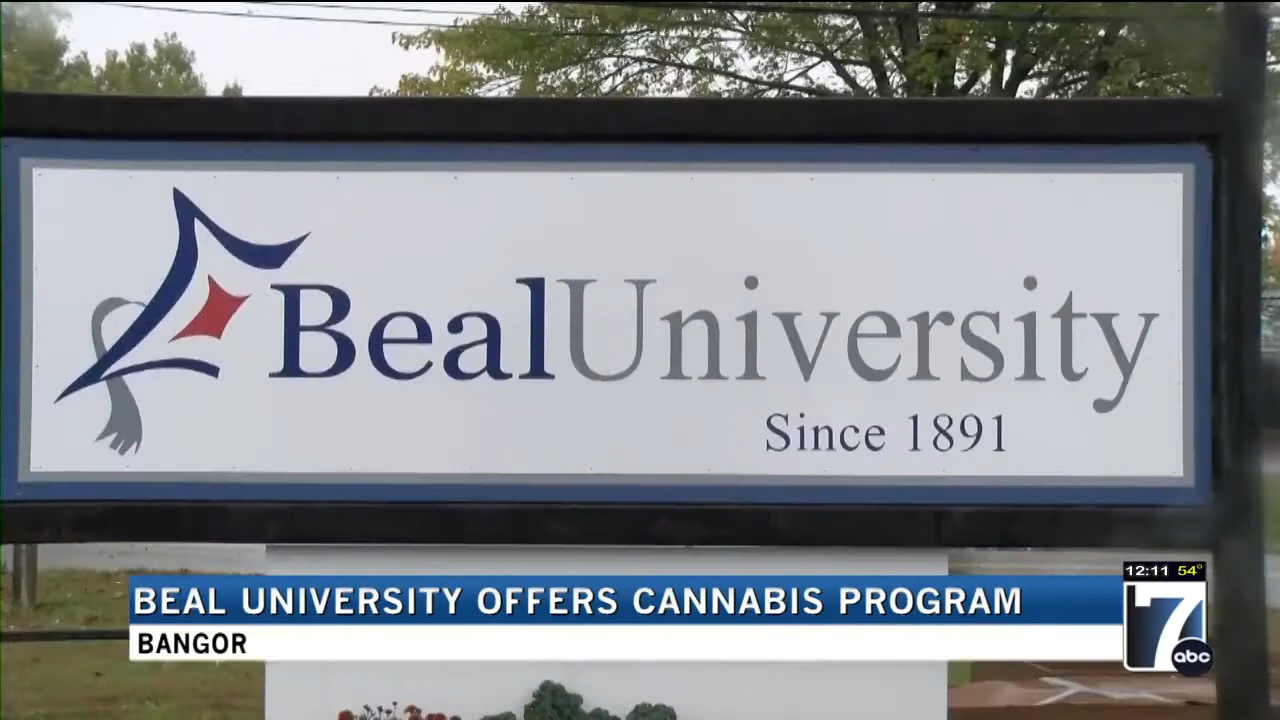 BealUniversity
Since 1891
BEAL UNIVERSITY OFFERS CANNABIS PROGRAM
BANGOR
12:11 54°
7
abc